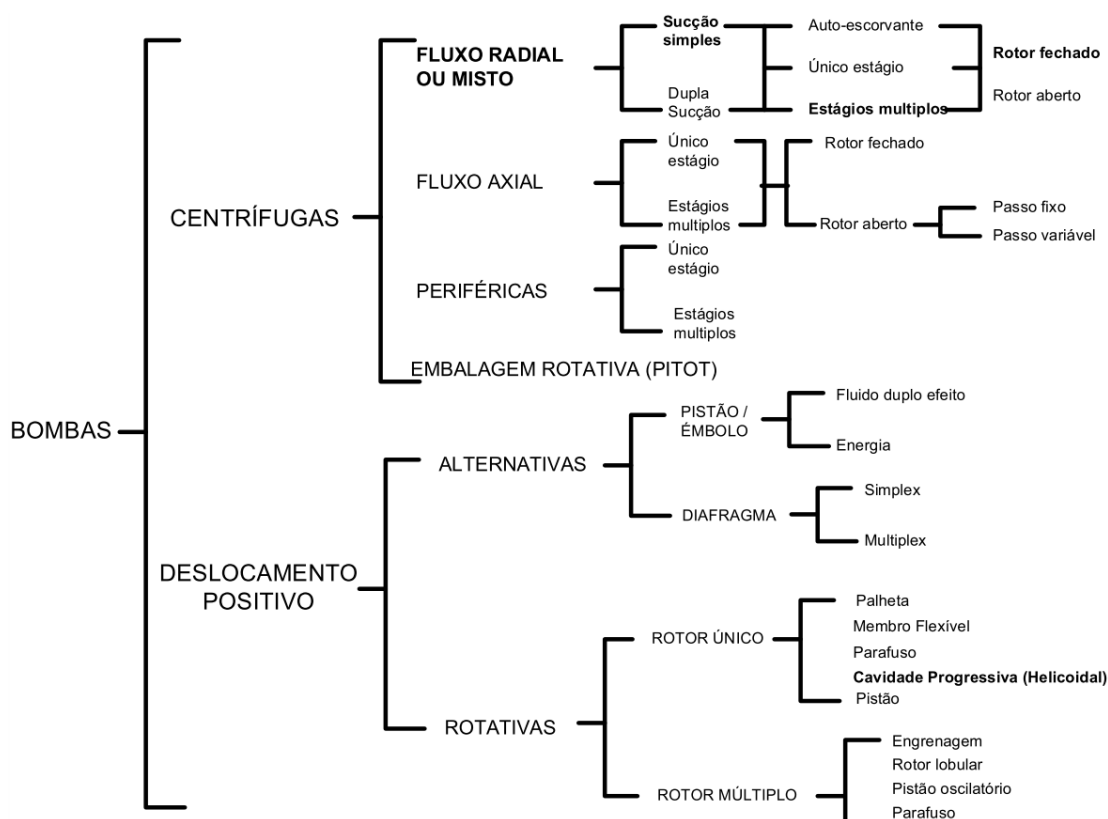 BOMBAS
CENTRÍFUGAS
FLUXO RADIAL
OU MISTO
Sucção
simples
Dupla
Sucção
Auto-escorvante
Único estágio
Estágios multiplos
Rotor fechado
Rotor aberto
FLUXO AXIAL
Único
estágio
Estágios
multiplos
Rotor fechado
Rotor aberto
Passo fixo
Passo variável
PERIFÉRICAS
Único
estágio
Estágios
multiplos
EMBALAGEM ROTATIVA (PITOT)
DESLOCAMENTO
POSITIVO
ALTERNATIVAS
PISTÃO /
ÉMBOLO
Fluido duplo efeito
Energia
DIAFRAGMA
Simplex
Multiplex
ROTATIVAS
ROTOR ÚNICO
Palheta
Membro Flexível
Parafuso
Cavidade Progressiva (Helicoidal)
Pistão
ROTOR MÚLTIPLO
Engrenagem
Rotor lobular
Pistão oscilatório
Parafuso